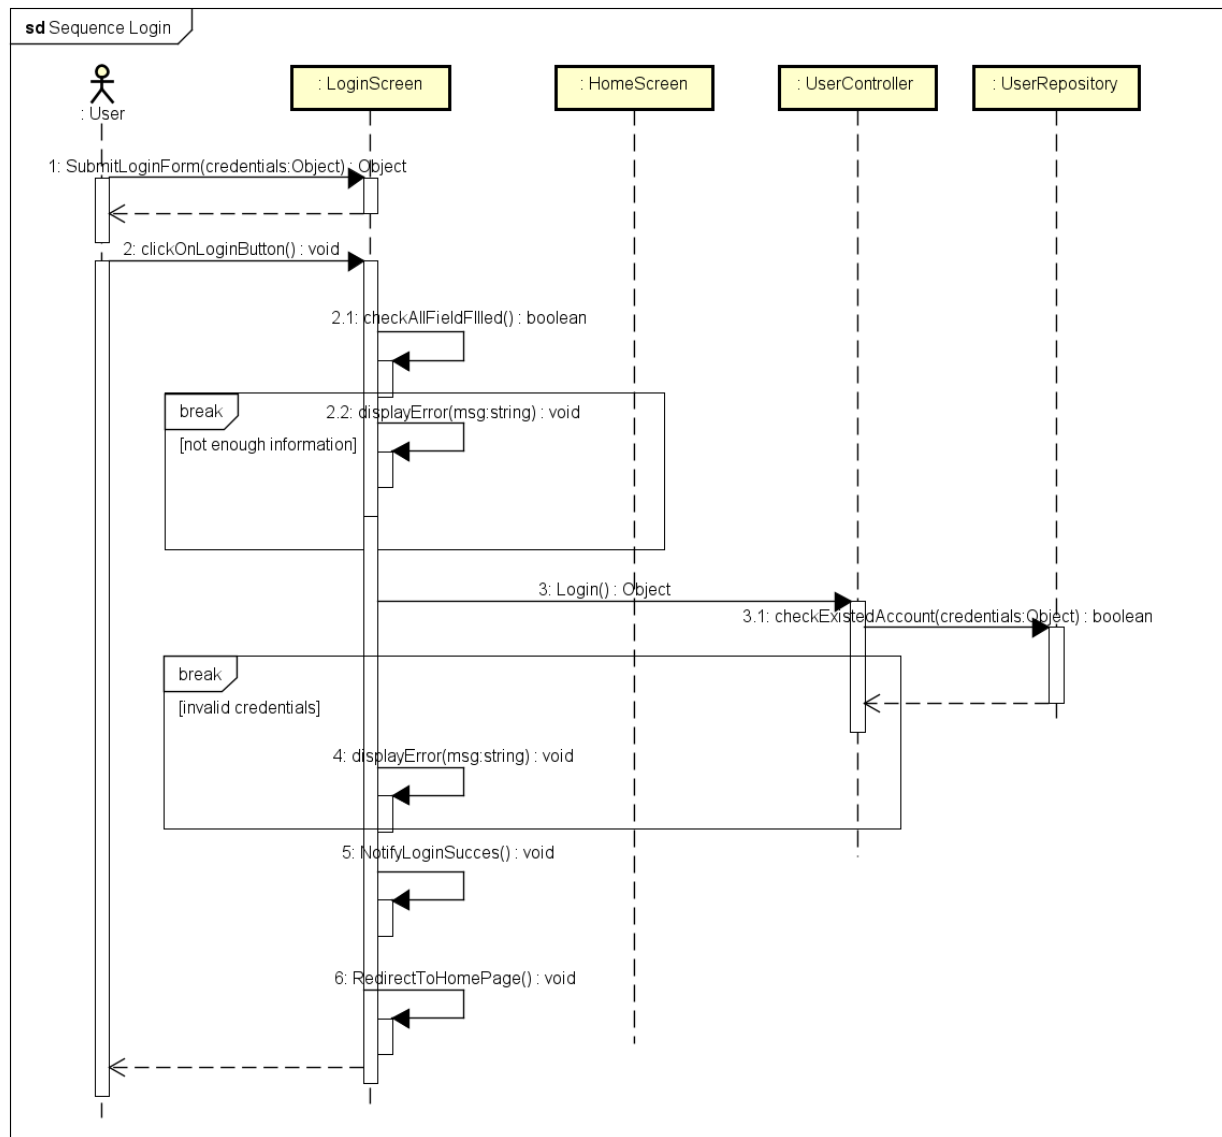 sd Sequence Login
: User
: LoginScreen
: HomeScreen
: UserController
: UserRepository
1: SubmitLoginForm(credentials:Object) : Object
2: clickOnLoginButton() : void
2.1: checkAllFieldFIlled() : boolean
break
2.2: displayError(msg:string) : void
[not enough information]
3: Login() : Object
3.1: checkExistedAccount(credentials:Object) : boolean
break
[invalid credentials]
4: displayError(msg:string) : void
5: NotifyLoginSucces() : void
6: RedirectToHomePage() : void